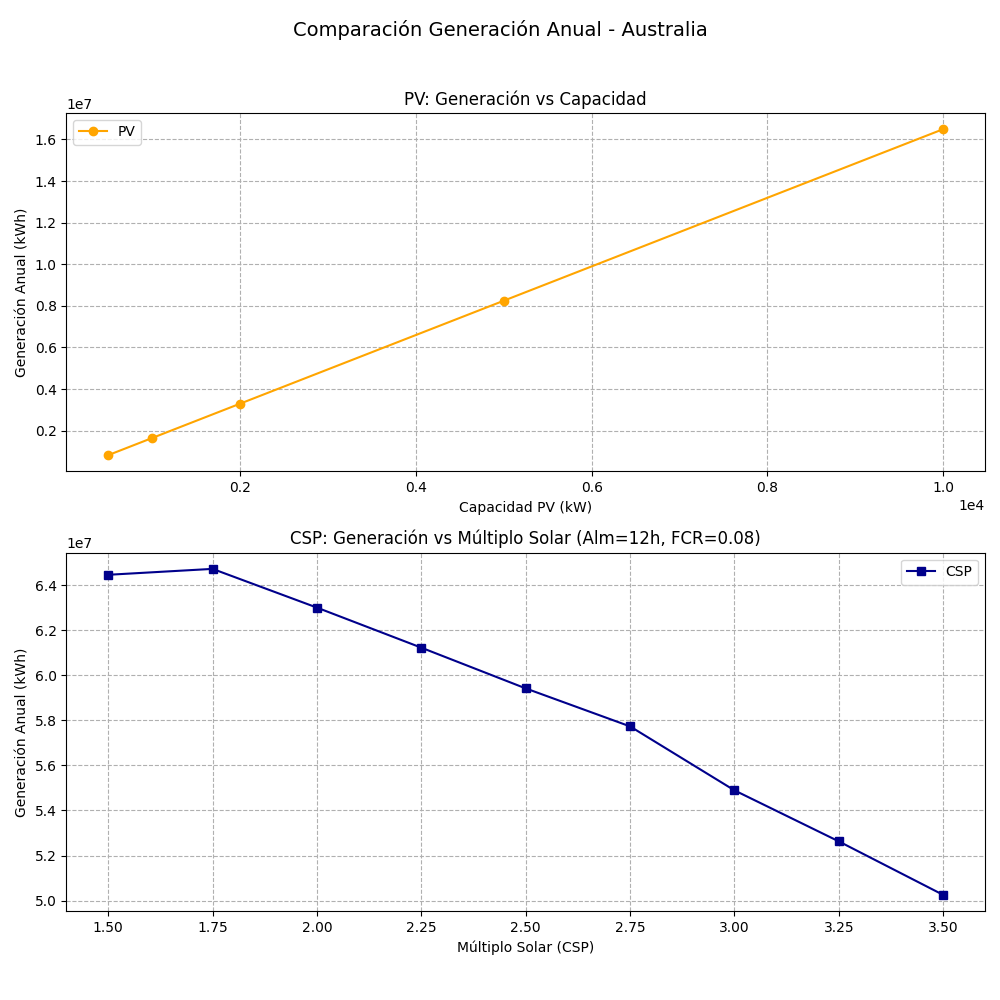 Comparación Generación Anual - Australia
PV: Generación vs Capacidad
1e7
PV
1.6
1.4
1.2
1.0
0.8
0.6
0.4
0.2
Generación Anual (kWh)
0.2 0.4 0.6 0.8 1.0
1e4
Capacidad PV (kW)
CSP: Generación vs Múltiplo Solar (Alm=12h, FCR=0.08)
1e7
CSP
6.4
6.2
6.0
5.8
5.6
5.4
5.2
5.0
Generación Anual (kWh)
1.50 1.75 2.00 2.25 2.50 2.75 3.00 3.25 3.50
Múltiplo Solar (CSP)